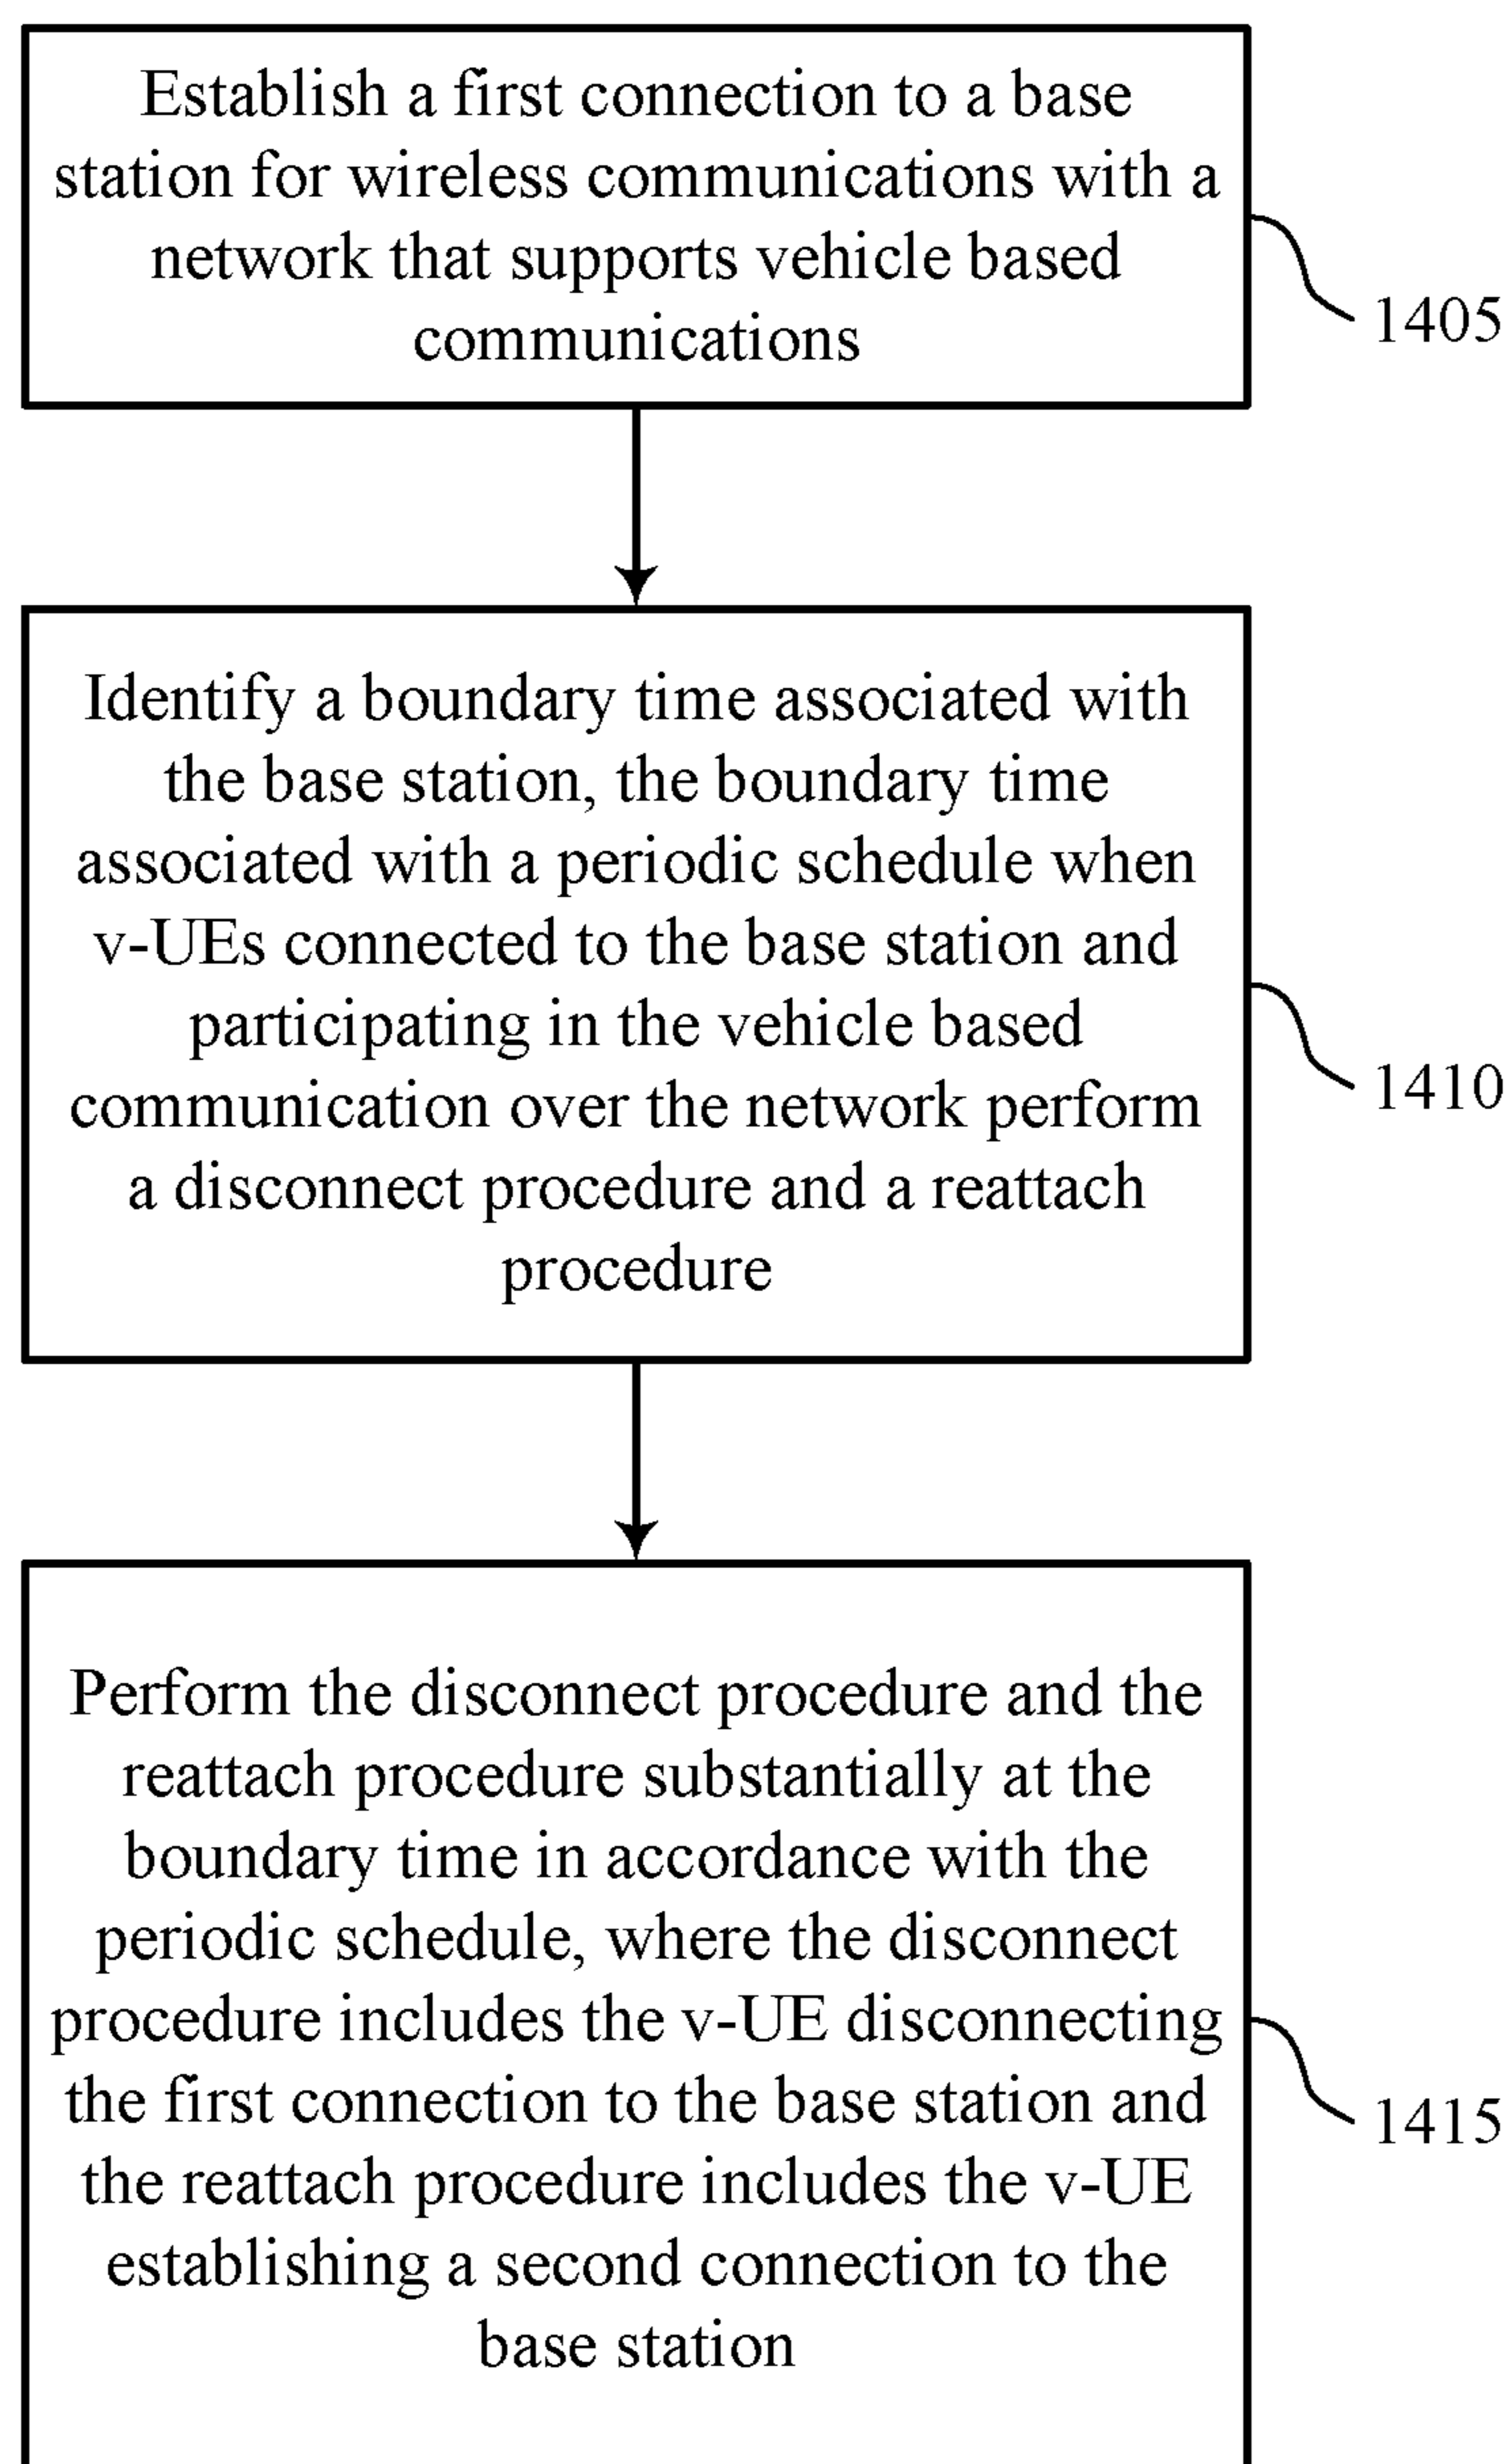 Establish a first connection to a base
station for wireless communications with a
network that supports vehicle based
communications
1405
Identify a boundary time associated with
the base station, the boundary time
associated with a periodic schedule when
v-UEs connected to the base station and
participating in the vehicle based
communication over the network perform
a disconnect procedure and a reattach
procedure
1410
Perform the disconnect procedure and the
reattach procedure substantially at the
boundary time in accordance with the
periodic schedule, where the disconnect
procedure includes the v-UE disconnecting
the first connection to the base station and
the reattach procedure includes the v-UE
establishing a second connection to the
base station
1415